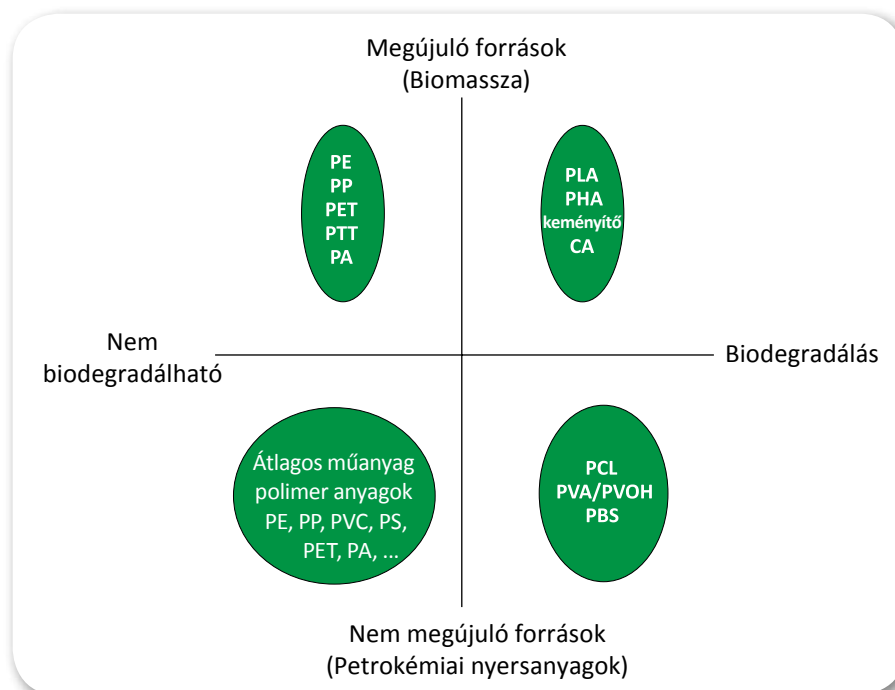 Megújuló források
(Biomassza)
PE
PP
PET
PTT
PA
PLA
PHA
keményítő
CA
Nem
biodegradálható
Biodegradálás
Átlagos műanyag
polimer anyagok
PE, PP, PVC, PS,
PET, PA, ...
PCL
PVA/PVOH
PBS
Nem megújuló források
(Petrokémiai nyersanyagok)